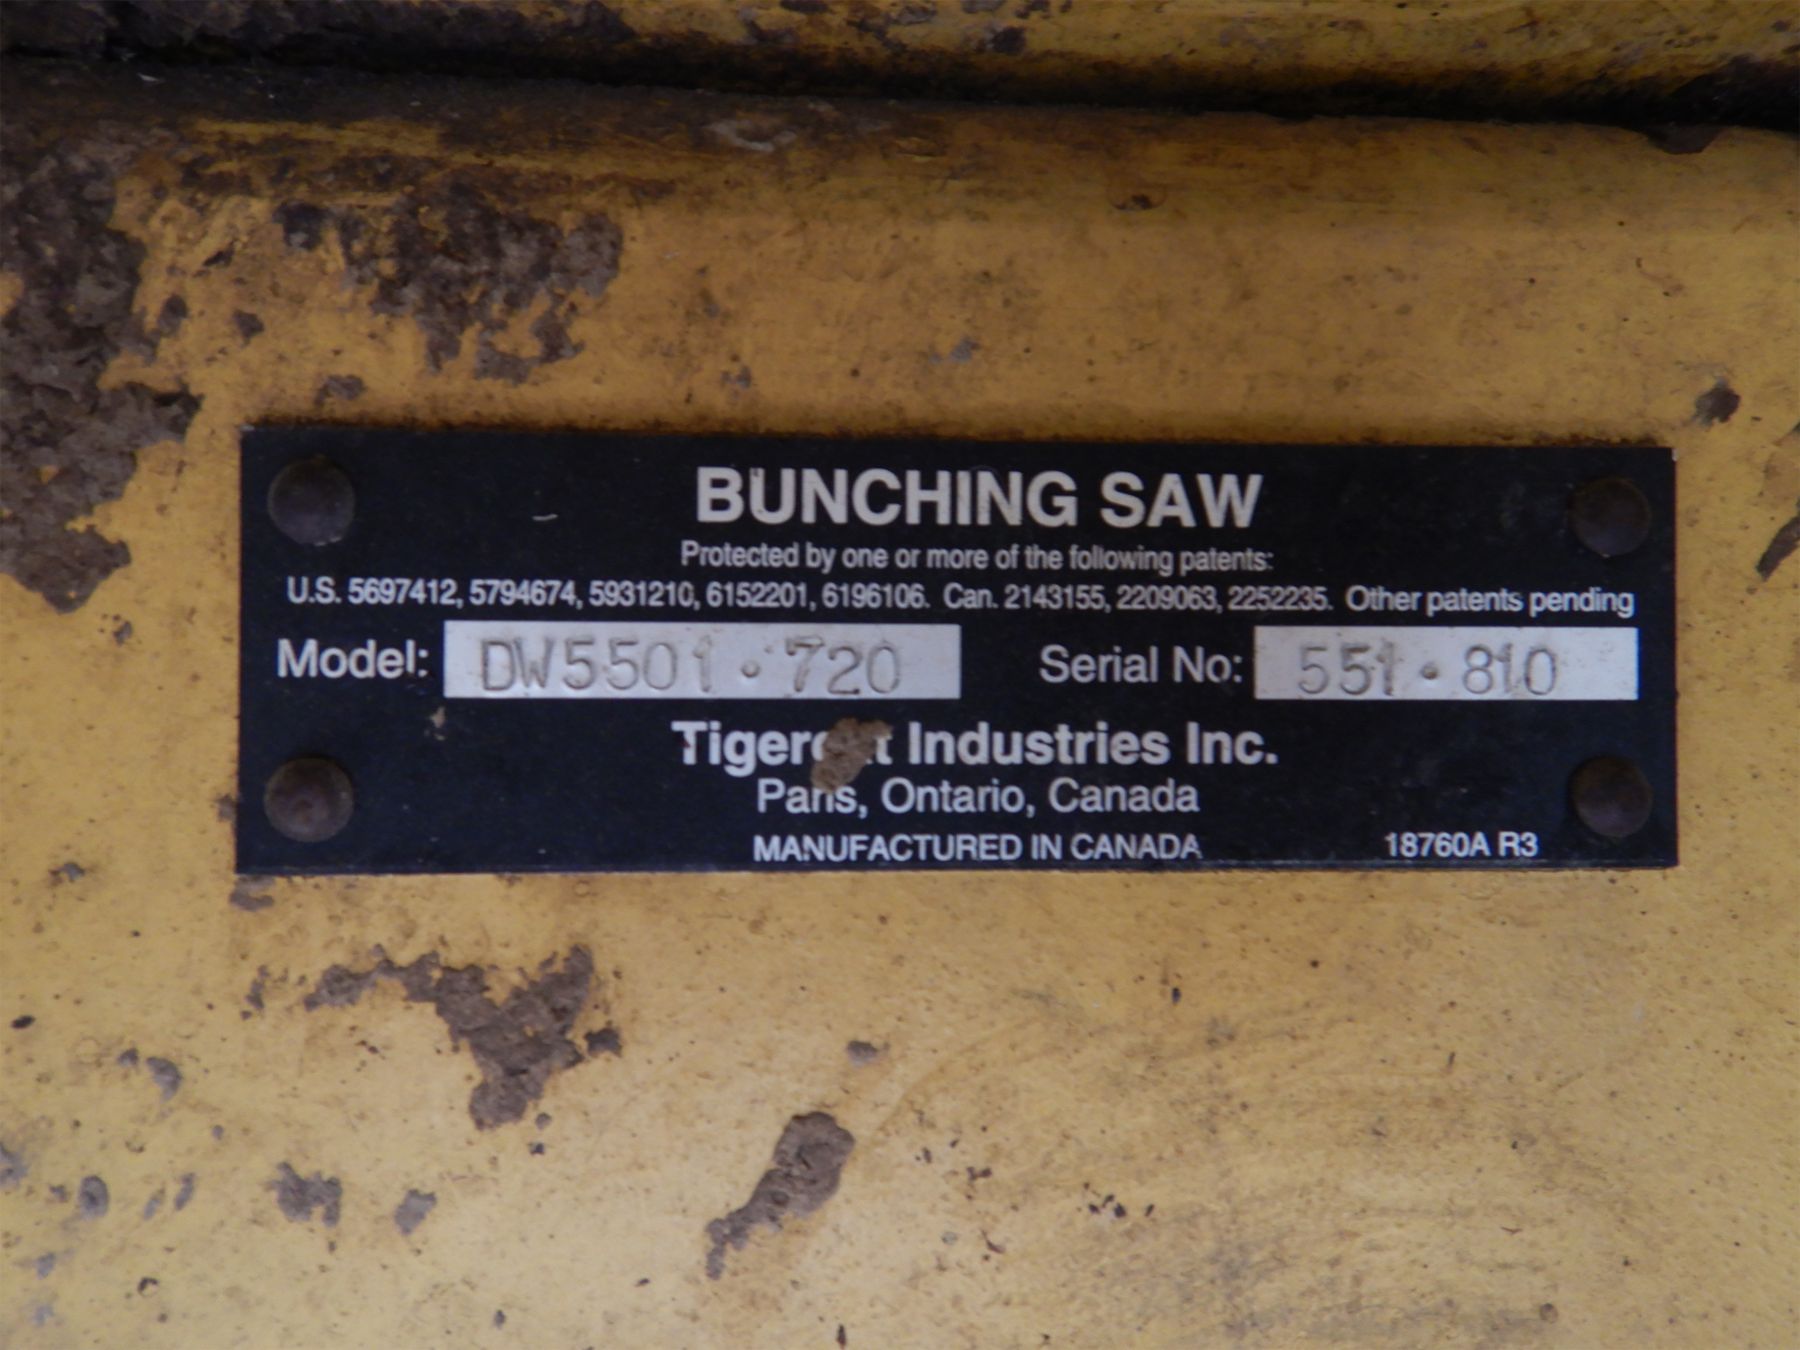 BUNCHING SAW
Protected by one or more of the following patents:
U.S. 5697412, 5794674, 5931210, 6152201, 6196106. Can. 2143155, 2209063, 2252235. Other patents pending
Model: DW5501 • 720 Serial No: 551 • 810
Tigercat Industries Inc.
Paris, Ontario, Canada
MANUFACTURED IN CANADA 18760A R3